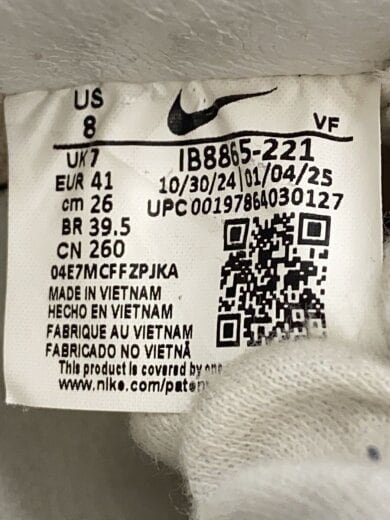 US
8
VF
UK 7
IB8865-221
EUR 41
10/30/24 01/04/25
cm 26
UPC 00197864030127
BR 39.5
CN 260
04E7MCFFZPJKA
MADE IN VIETNAM
HECHO EN VIETNAM
FABRIQUE AU VIETNAM
FABRICADO NO VIETNÃ
This product is covered by one
www.nike.com/patents